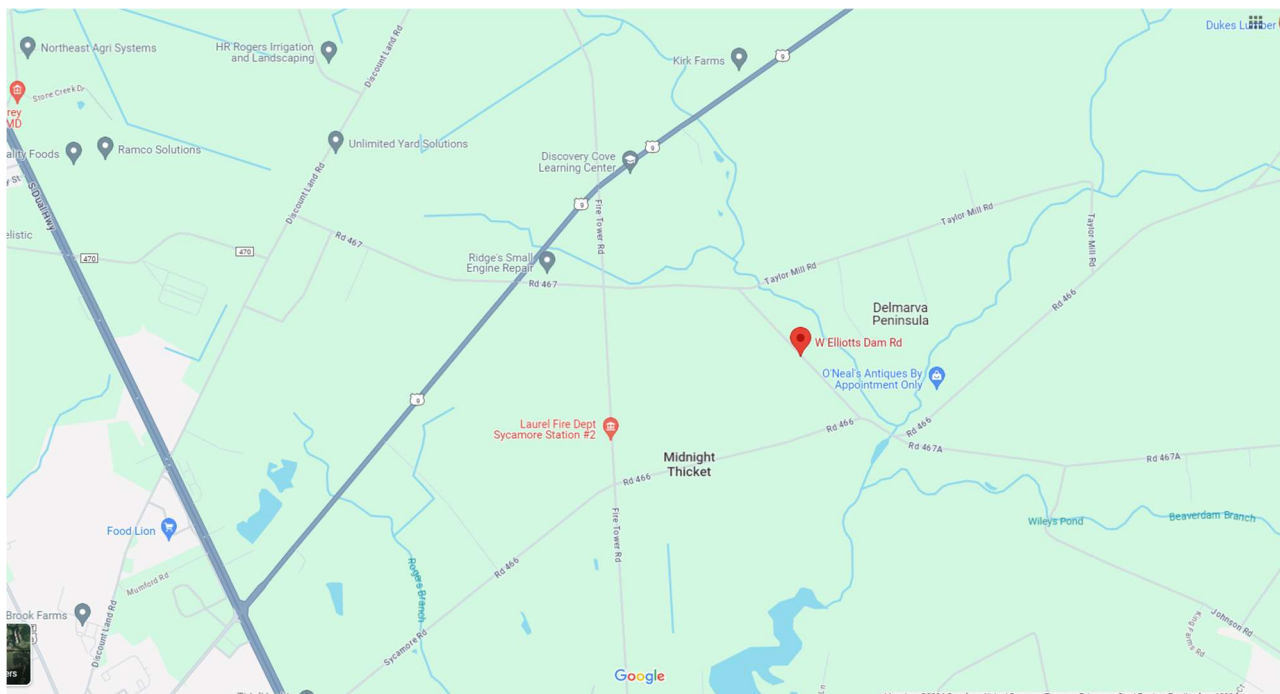 Dukes Lumber
Northeast Agri Systems
HR Rogers Irrigation
and Landscaping
Discount Land Rd
Kirk Farms
9
Store Creek Dr
rey
MD
ality Foods
Ramco Solutions
Unlimited Yard Solutions
Discovery Cove
Learning Center
9
y St
S Dual Hwy
Discount Land Rd
9
Fire Tower Rd
Taylor Mill Rd
Taylor Mill Rd
elistic
470
470
Rd 467
Ridge's Small
Engine Repair
Rd 467
Taylor Mill Rd
Delmarva
Peninsula
Rd 466
W Elliotts Dam Rd
O'Neal's Antiques By
Appointment Only
9
Laurel Fire Dept
Sycamore Station #2
Rd 466
Rd 466
Rd 467A
Rd 467A
Midnight
Thicket
Rd 466
Food Lion
Fire Tower Rd
Wileys Pond
Beaverdam Branch
Rd 466
Rogers Branch
Mumford Rd
Brook Farms
Discount Land Rd
Sycamore Rd
Johnson Rd
King Farms Rd
ers
Google